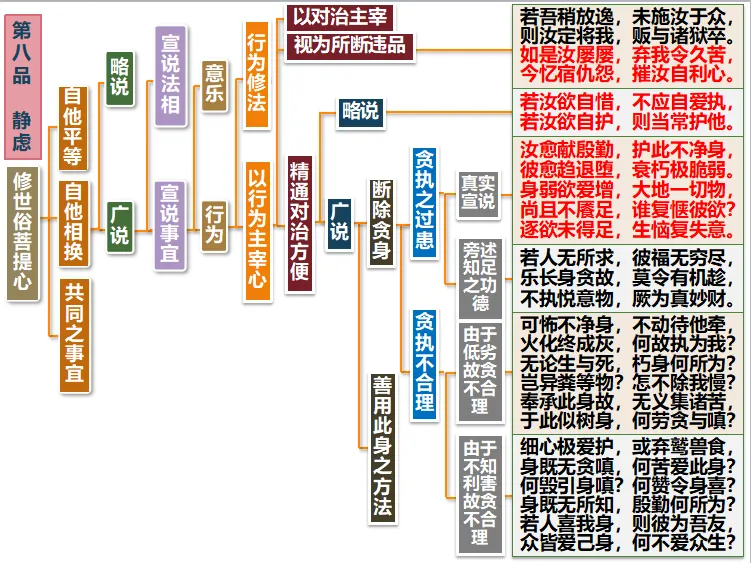 第八品 静虑
修世俗菩提心
自他平等
自他相换
共同之事宜
略说
广说
宣说法相
宣说事宜
意乐
行为
行为修法
以行为主宰心
以对治主宰
视为所断违品
精通对治方便
略说
广说
断除贪身
善用此身之方法
贪执之过患
贪执不合理
真实宣说
旁述知足之功德
由于低劣故贪不合理
由于不知利害故贪不合理
若吾稍放逸，未施汝于众，
则汝定将我，贩与诸狱卒。
如是汝屡屡，弃我令久苦，
今忆宿仇怨，摧汝自利心。
若汝欲自惜，不应自爱执，
若汝欲自护，则当常护他。
汝愈献殷勤，护此不净身，
彼愈趋退堕，衰朽极脆弱。
身弱欲爱增，大地一切物，
尚且不餍足，谁复惬彼欲？
逐欲未得足，生恼复失意。
若人无所求，彼福无穷尽，
乐长身贪故，莫令有机趁，
不执悦意物，厥为真妙财。
可怖不净身，不动待他牵，
火化终成灰，何故执为我？
无论生与死，朽身何所为？
岂异粪等物？怎不除我慢？
奉承此身故，无义集诸苦，
于此似树身，何劳贪与嗔？
细心极爱护，或弃鹫兽食，
身既无贪嗔，何苦爱此身？
何毁引身嗔？何赞令身喜？
身既无所知，殷勤何所为？
若人喜我身，则彼为吾友，
众皆爱己身，何不爱众生？